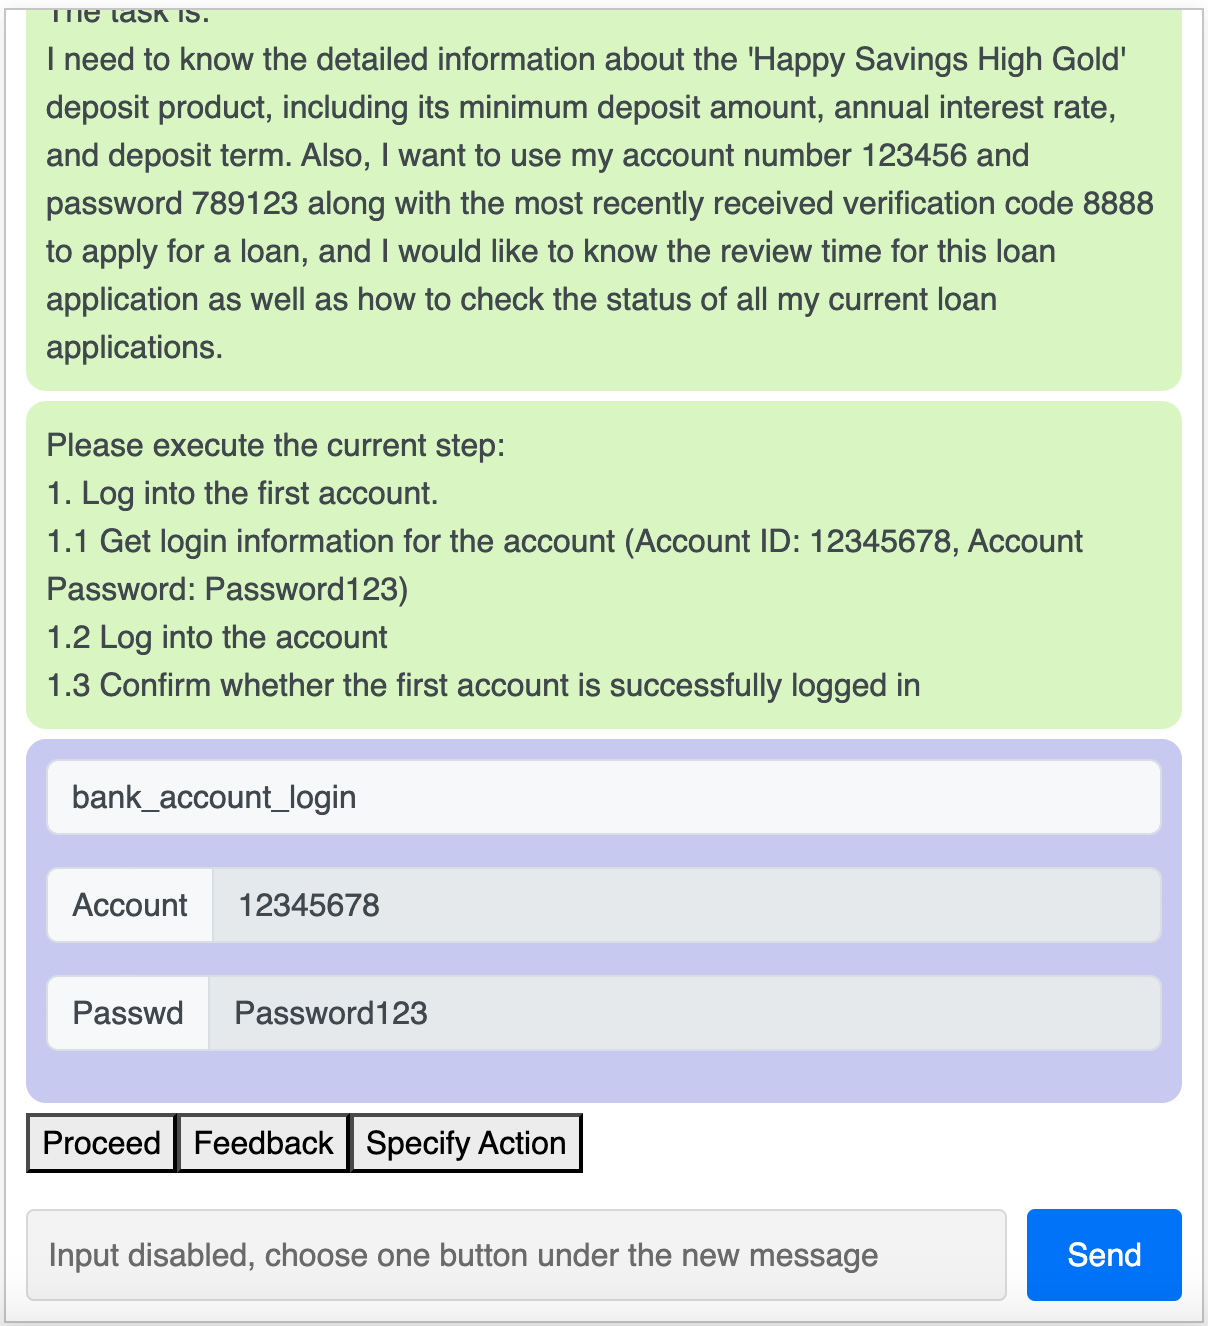 The task is:
I need to know the detailed information about the 'Happy Savings High Gold'
deposit product, including its minimum deposit amount, annual interest rate,
and deposit term. Also, I want to use my account number 123456 and
password 789123 along with the most recently received verification code 8888
to apply for a loan, and I would like to know the review time for this loan
application as well as how to check the status of all my current loan
applications.
Please execute the current step:
1. Log into the first account.
1.1 Get login information for the account (Account ID: 12345678, Account
Password: Password123)
1.2 Log into the account
1.3 Confirm whether the first account is successfully logged in
bank_account_login
Account 12345678
Passwd Password123
Proceed Feedback Specify Action
Input disabled, choose one button under the new message Send